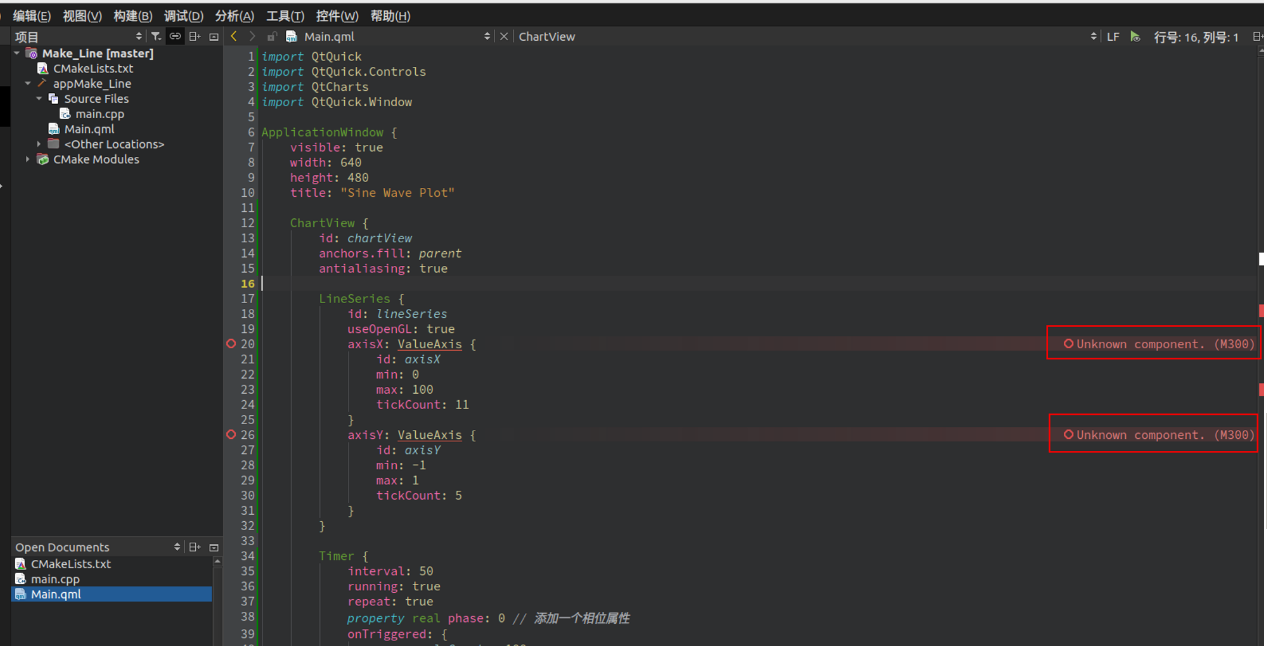 编辑(E) 视图(V) 构建(B) 调试(D) 分析(A) 工具(T) 控件(W) 帮助(H)
项目
Main.qml
ChartView
LF
行号: 16, 列号: 1
Make_Line [master]
CMakeLists.txt
appMake_Line
Source Files
main.cpp
Main.qml
<Other Locations>
CMake Modules
Open Documents
CMakeLists.txt
main.cpp
Main.qml
1 import QtQuick
2 import QtQuick.Controls
3 import QtCharts
4 import QtQuick.Window
5
6 ApplicationWindow {
7 visible: true
8 width: 640
9 height: 480
10 title: "Sine Wave Plot"
11
12 ChartView {
13 id: chartView
14 anchors.fill: parent
15 antialiasing: true
16
17 LineSeries {
18 id: lineSeries
19 useOpenGL: true
20 axisX: ValueAxis { Unknown component. (M300)
21 id: axisX
22 min: 0
23 max: 100
24 tickCount: 11
25 }
26 axisY: ValueAxis { Unknown component. (M300)
27 id: axisY
28 min: -1
29 max: 1
30 tickCount: 5
31 }
32 }
33
34 Timer {
35 interval: 50
36 running: true
37 repeat: true
38 property real phase: 0 // 添加一个相位属性
39 onTriggered: {